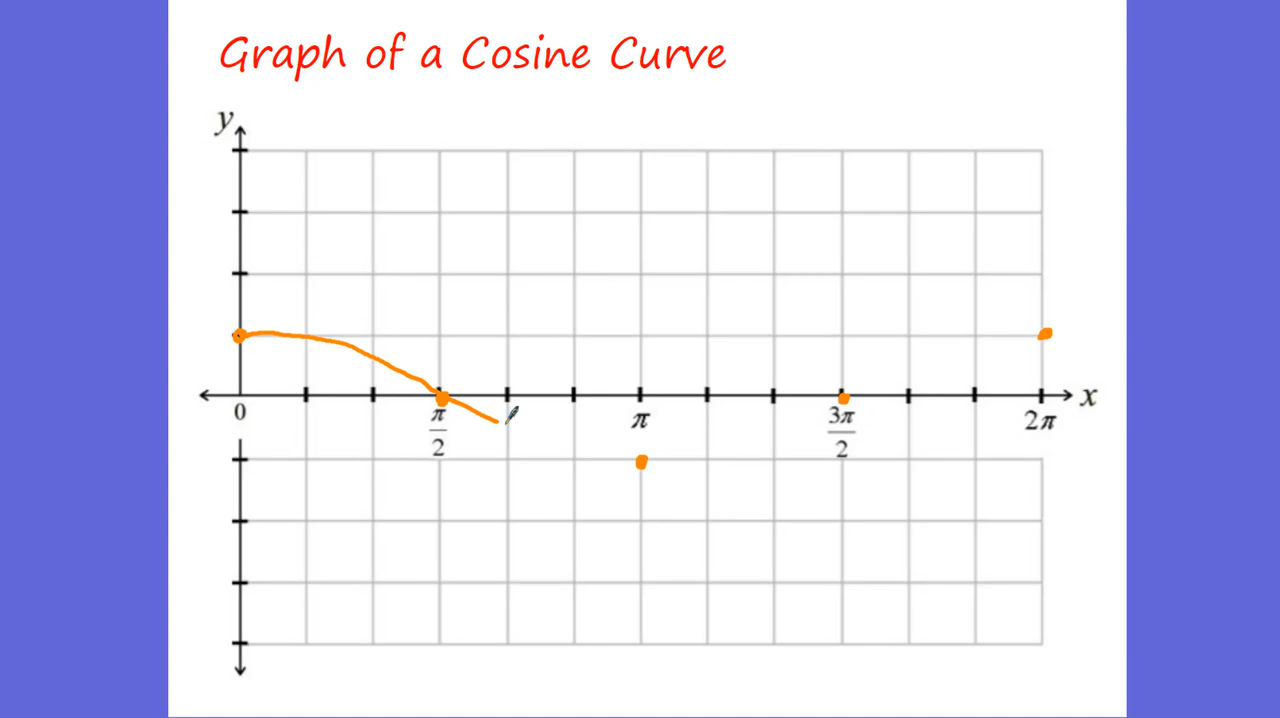 Graph of a Cosine Curve
y
x
0
π/2
π
3π/2
2π